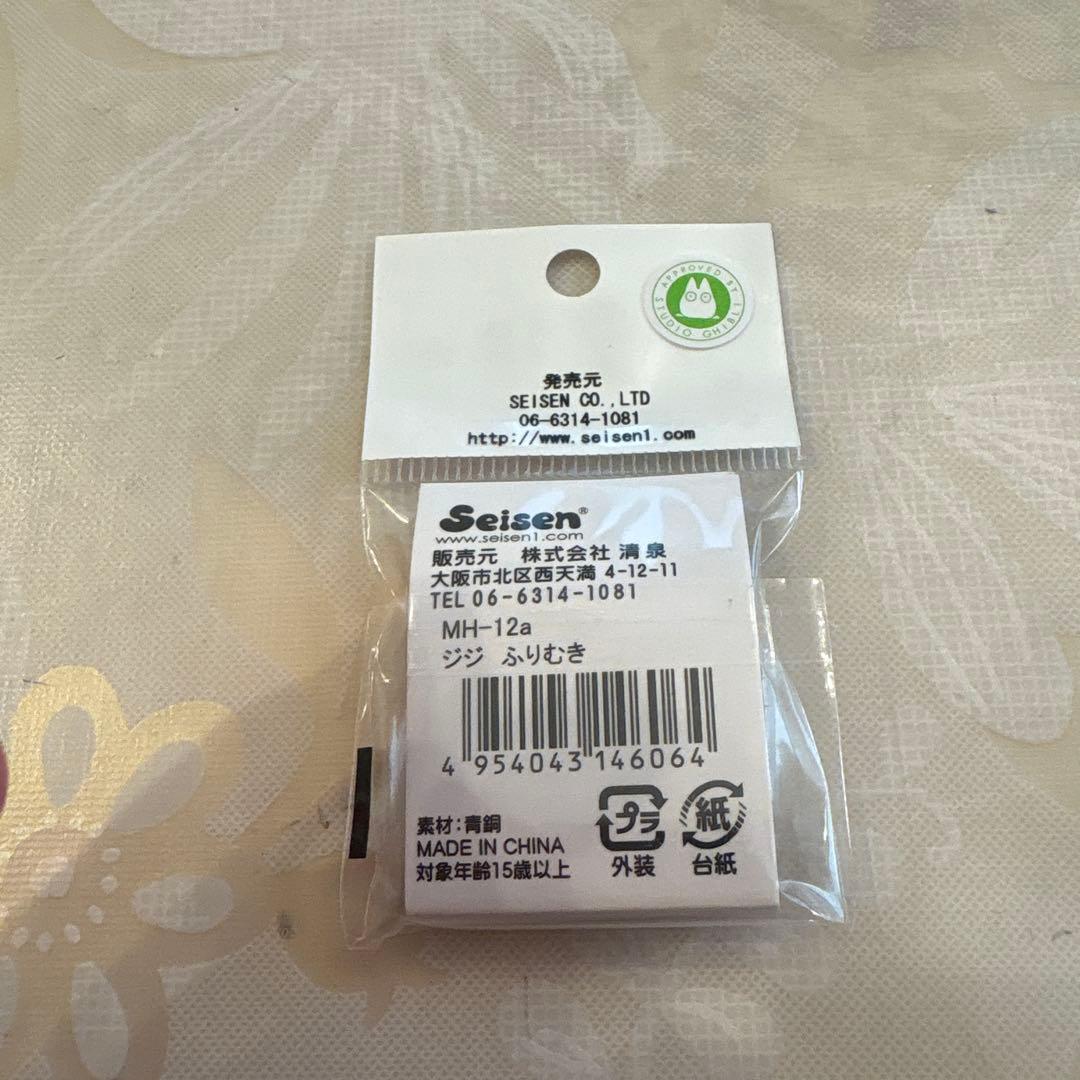 APPROVED BY STUDIO GHIBLI
発売元
SEISEN CO.,LTD
06-6314-1081
http://www.seisen1.com
Seisen®
www.seisen1.com
販売元 株式会社 清泉
大阪市北区西天満 4-12-11
TEL 06-6314-1081
MH-12a
ジジ ふりむき
4 954043 146064
プラ 紙
外装 台紙
素材：青銅
MADE IN CHINA
対象年齢15歳以上